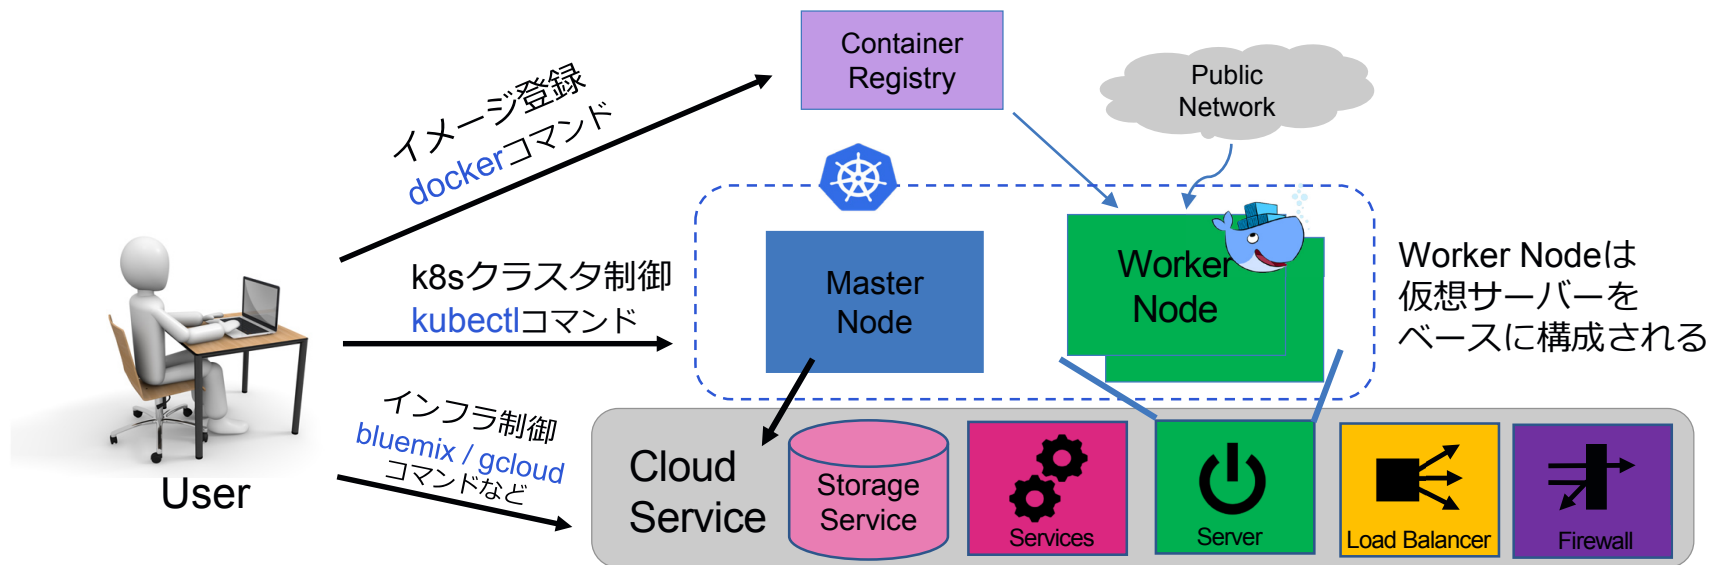 Container
Registry
Public
Network
イメージ登録
dockerコマンド
k8sクラスタ制御
kubectlコマンド
Master
Node
Worker
Node
Worker Nodeは
仮想サーバーを
ベースに構成される
インフラ制御
bluemix / gcloud
コマンドなど
User
Cloud
Service
Storage
Service
Services
Server
Load Balancer
Firewall